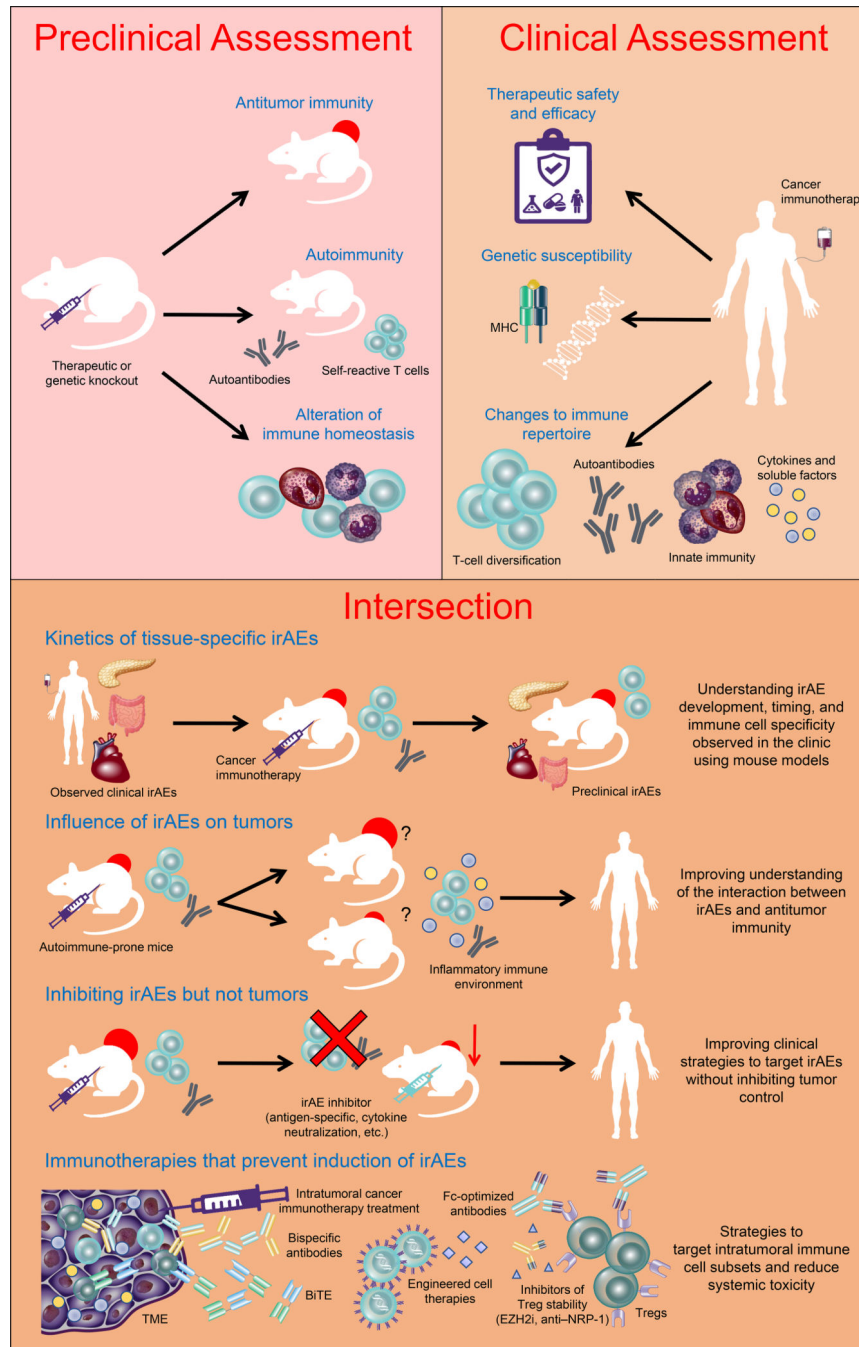 Preclinical Assessment
Antitumor immunity
Autoimmunity
Therapeutic or
genetic knockout
Autoantibodies
Self-reactive T cells
Alteration of
immune homeostasis
Clinical Assessment
Therapeutic safety
and efficacy
Cancer
immunotherapy
Genetic susceptibility
MHC
Changes to immune
repertoire
Autoantibodies
Cytokines and
soluble factors
T-cell diversification
Innate immunity
Intersection
Kinetics of tissue-specific irAEs
Observed clinical irAEs
Cancer
immunotherapy
Preclinical irAEs
Understanding irAE
development, timing, and
immune cell specificity
observed in the clinic
using mouse models
Influence of irAEs on tumors
Autoimmune-prone mice
?
?
Inflammatory immune
environment
Improving understanding
of the interaction between
irAEs and antitumor
immunity
Inhibiting irAEs but not tumors
irAE inhibitor
(antigen-specific, cytokine
neutralization, etc.)
Improving clinical
strategies to target irAEs
without inhibiting tumor
control
Immunotherapies that prevent induction of irAEs
Intratumoral cancer
immunotherapy treatment
Bispecific
antibodies
BiTE
TME
Engineered cell
therapies
Fc-optimized
antibodies
Inhibitors of
Treg stability
(EZH2i, anti–NRP-1)
Tregs
Strategies to
target intratumoral immune
cell subsets and reduce
systemic toxicity